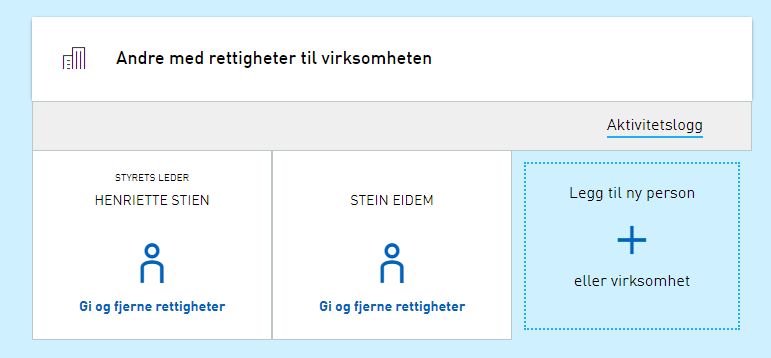 Andre med rettigheter til virksomheten
Aktivitetslogg
STYRETS LEDER
HENRIETTE STIEN
Gi og fjerne rettigheter
STEIN EIDEM
Gi og fjerne rettigheter
Legg til ny person
eller virksomhet